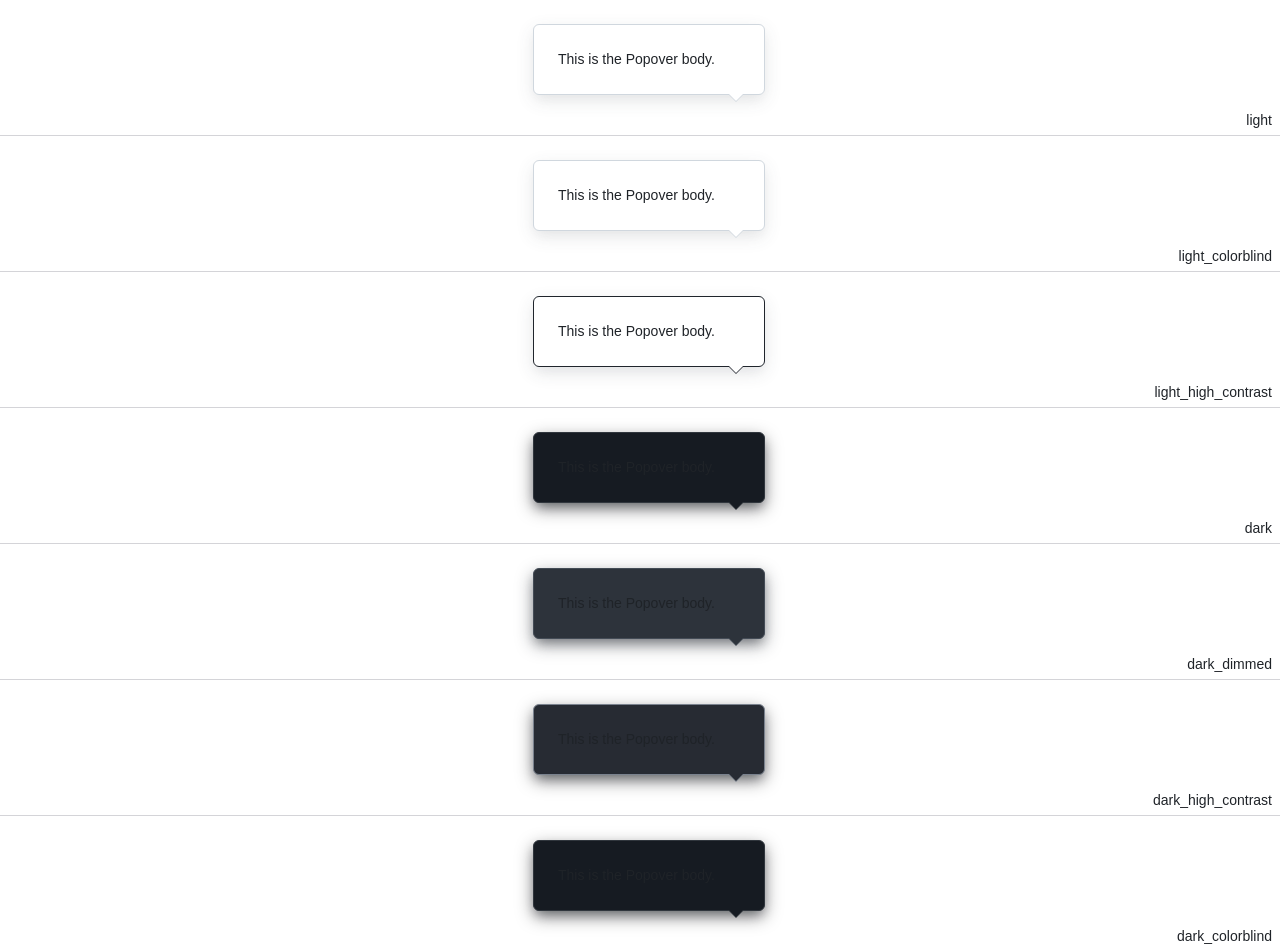 This is the Popover body.
light
This is the Popover body.
light_colorblind
This is the Popover body.
light_high_contrast
This is the Popover body.
dark
This is the Popover body.
dark_dimmed
This is the Popover body.
dark_high_contrast
This is the Popover body.
dark_colorblind